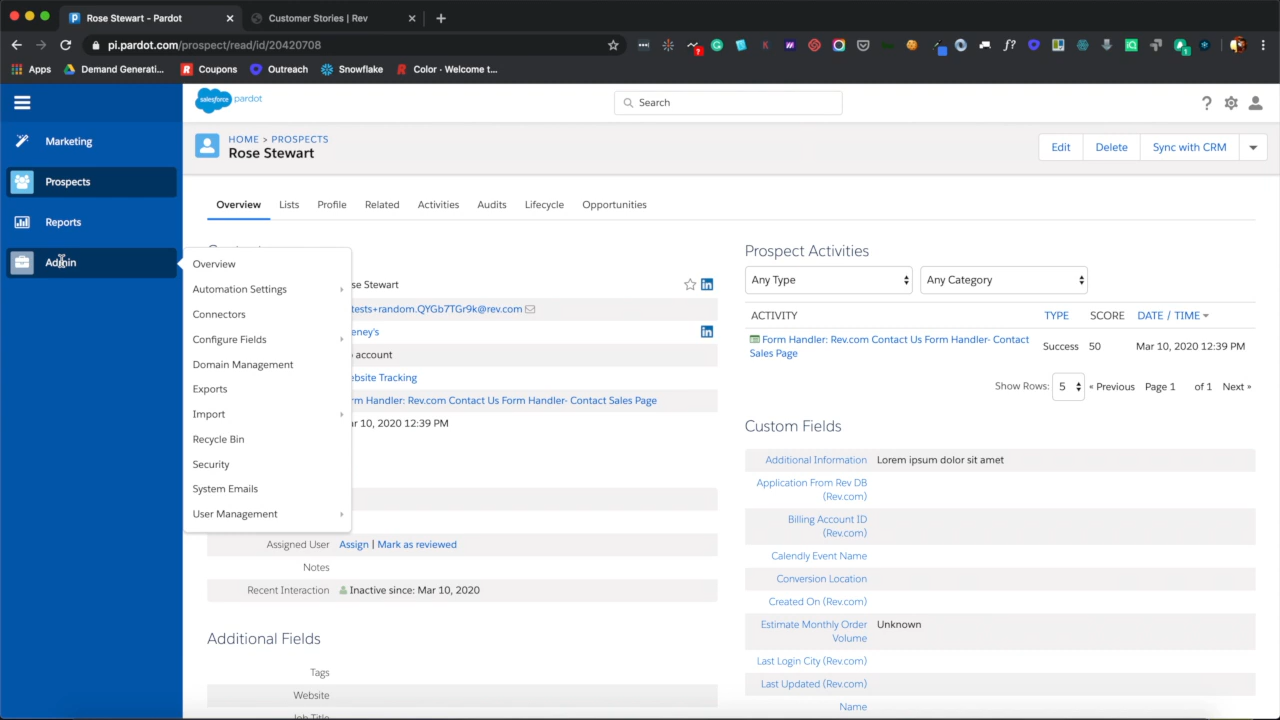 Rose Stewart - Pardot
Customer Stories | Rev
pi.pardot.com/prospect/read/id/20420708
Apps
Demand Generati...
Coupons
Outreach
Snowflake
Color · Welcome t...
salesforce pardot
Search
Marketing
Prospects
Reports
Admin
HOME > PROSPECTS
Rose Stewart
Edit
Delete
Sync with CRM
Overview
Lists
Profile
Related
Activities
Audits
Lifecycle
Opportunities
Overview
Automation Settings
Connectors
Configure Fields
Domain Management
Exports
Import
Recycle Bin
Security
System Emails
User Management
se Stewart
tests+random.QYGb7TGr9k@rev.com
eney's
account
ebsite Tracking
rm Handler: Rev.com Contact Us Form Handler- Contact Sales Page
ar 10, 2020 12:39 PM
Assigned User Assign | Mark as reviewed
Notes
Recent Interaction Inactive since: Mar 10, 2020
Additional Fields
Tags
Website
Job Title
Prospect Activities
Any Type
Any Category
ACTIVITY TYPE SCORE DATE / TIME
Form Handler: Rev.com Contact Us Form Handler- Contact
Sales Page
Success 50 Mar 10, 2020 12:39 PM
Show Rows: 5 « Previous Page 1 of 1 Next »
Custom Fields
Additional Information Lorem ipsum dolor sit amet
Application From Rev DB
(Rev.com)
Billing Account ID
(Rev.com)
Calendly Event Name
Conversion Location
Created On (Rev.com)
Estimate Monthly Order Unknown
Volume
Last Login City (Rev.com)
Last Updated (Rev.com)
Name